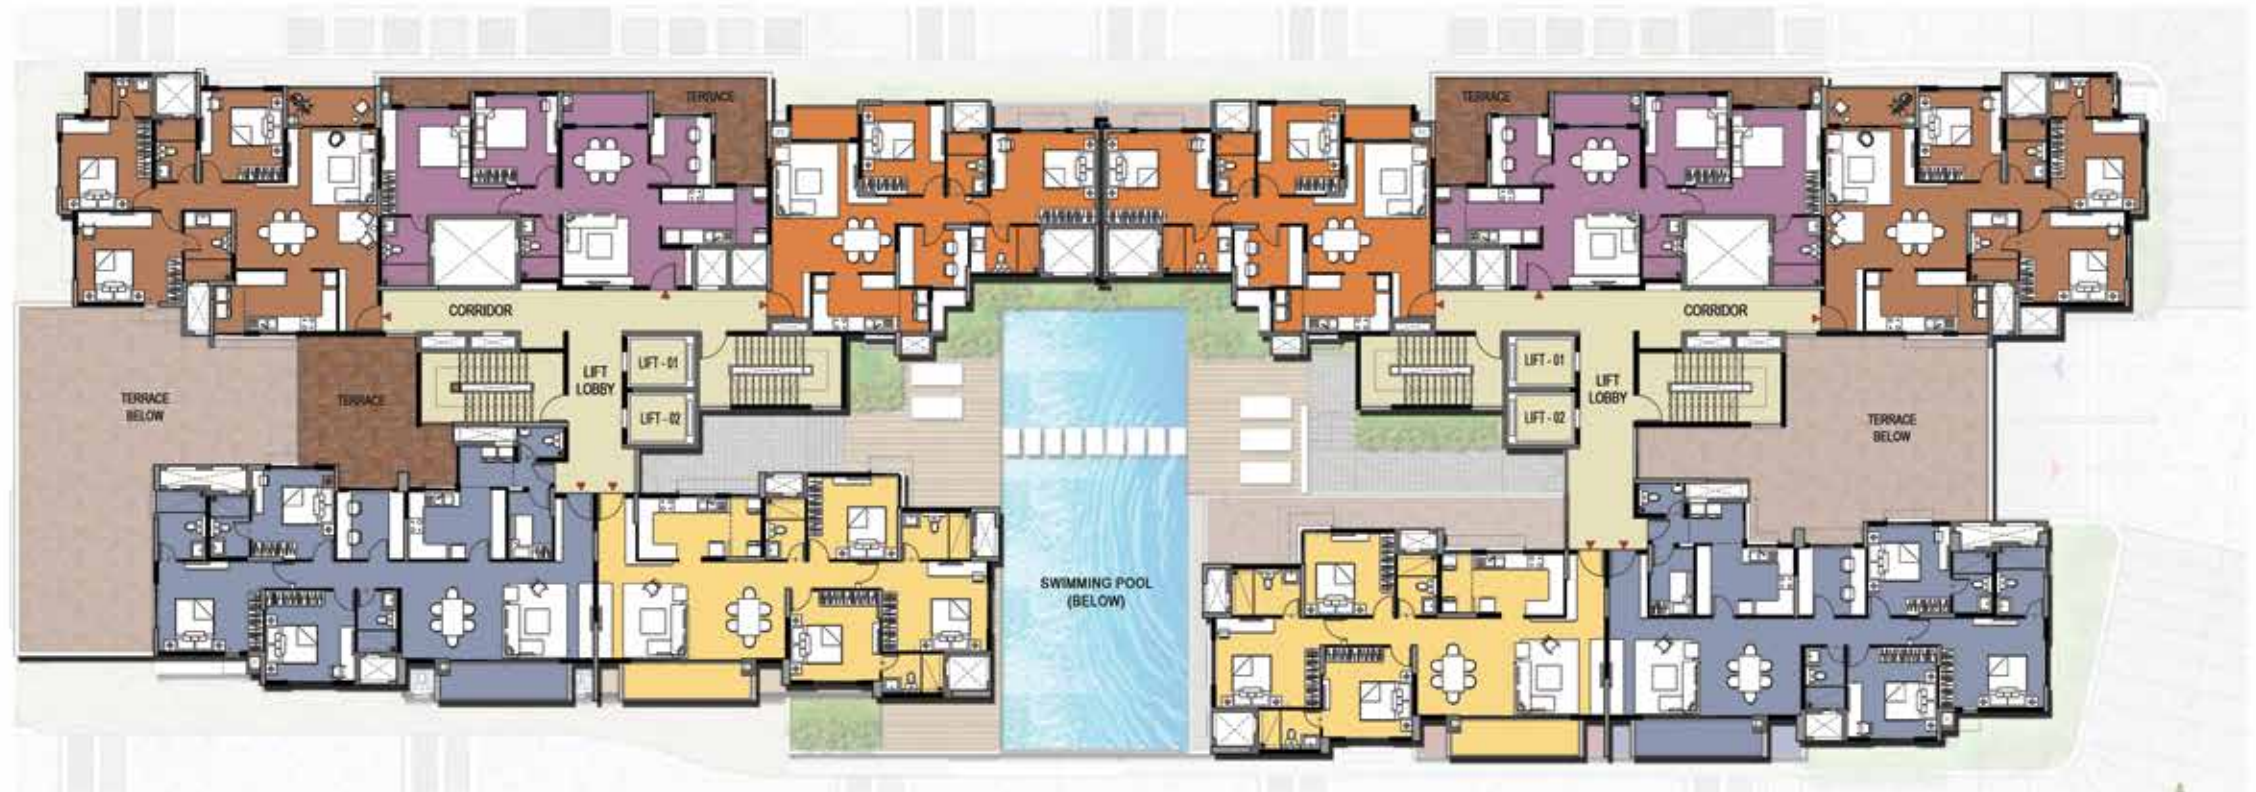 TERRACE
TERRACE
CORRIDOR
CORRIDOR
LIFT
LOBBY
LIFT - 01
LIFT - 02
LIFT - 01
LIFT - 02
LIFT
LOBBY
TERRACE
BELOW
TERRACE
TERRACE
BELOW
SWIMMING POOL
(BELOW)